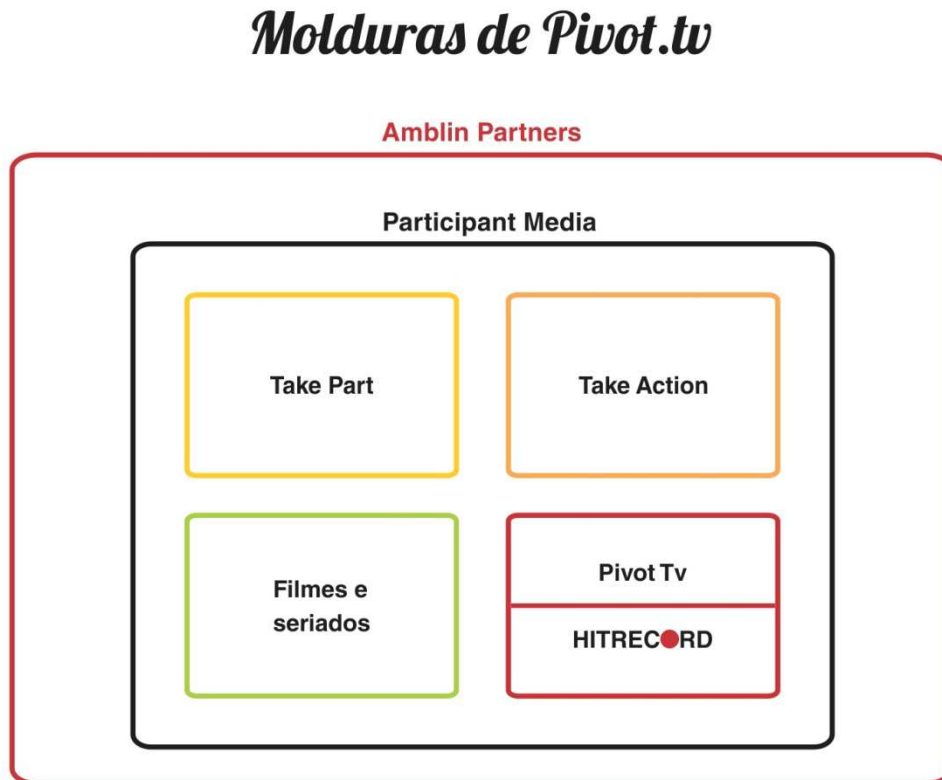 Molduras de Pivot.tv
Amblin Partners
Participant Media
Take Part
Take Action
Filmes e
seriados
Pivot Tv
HITRECORD